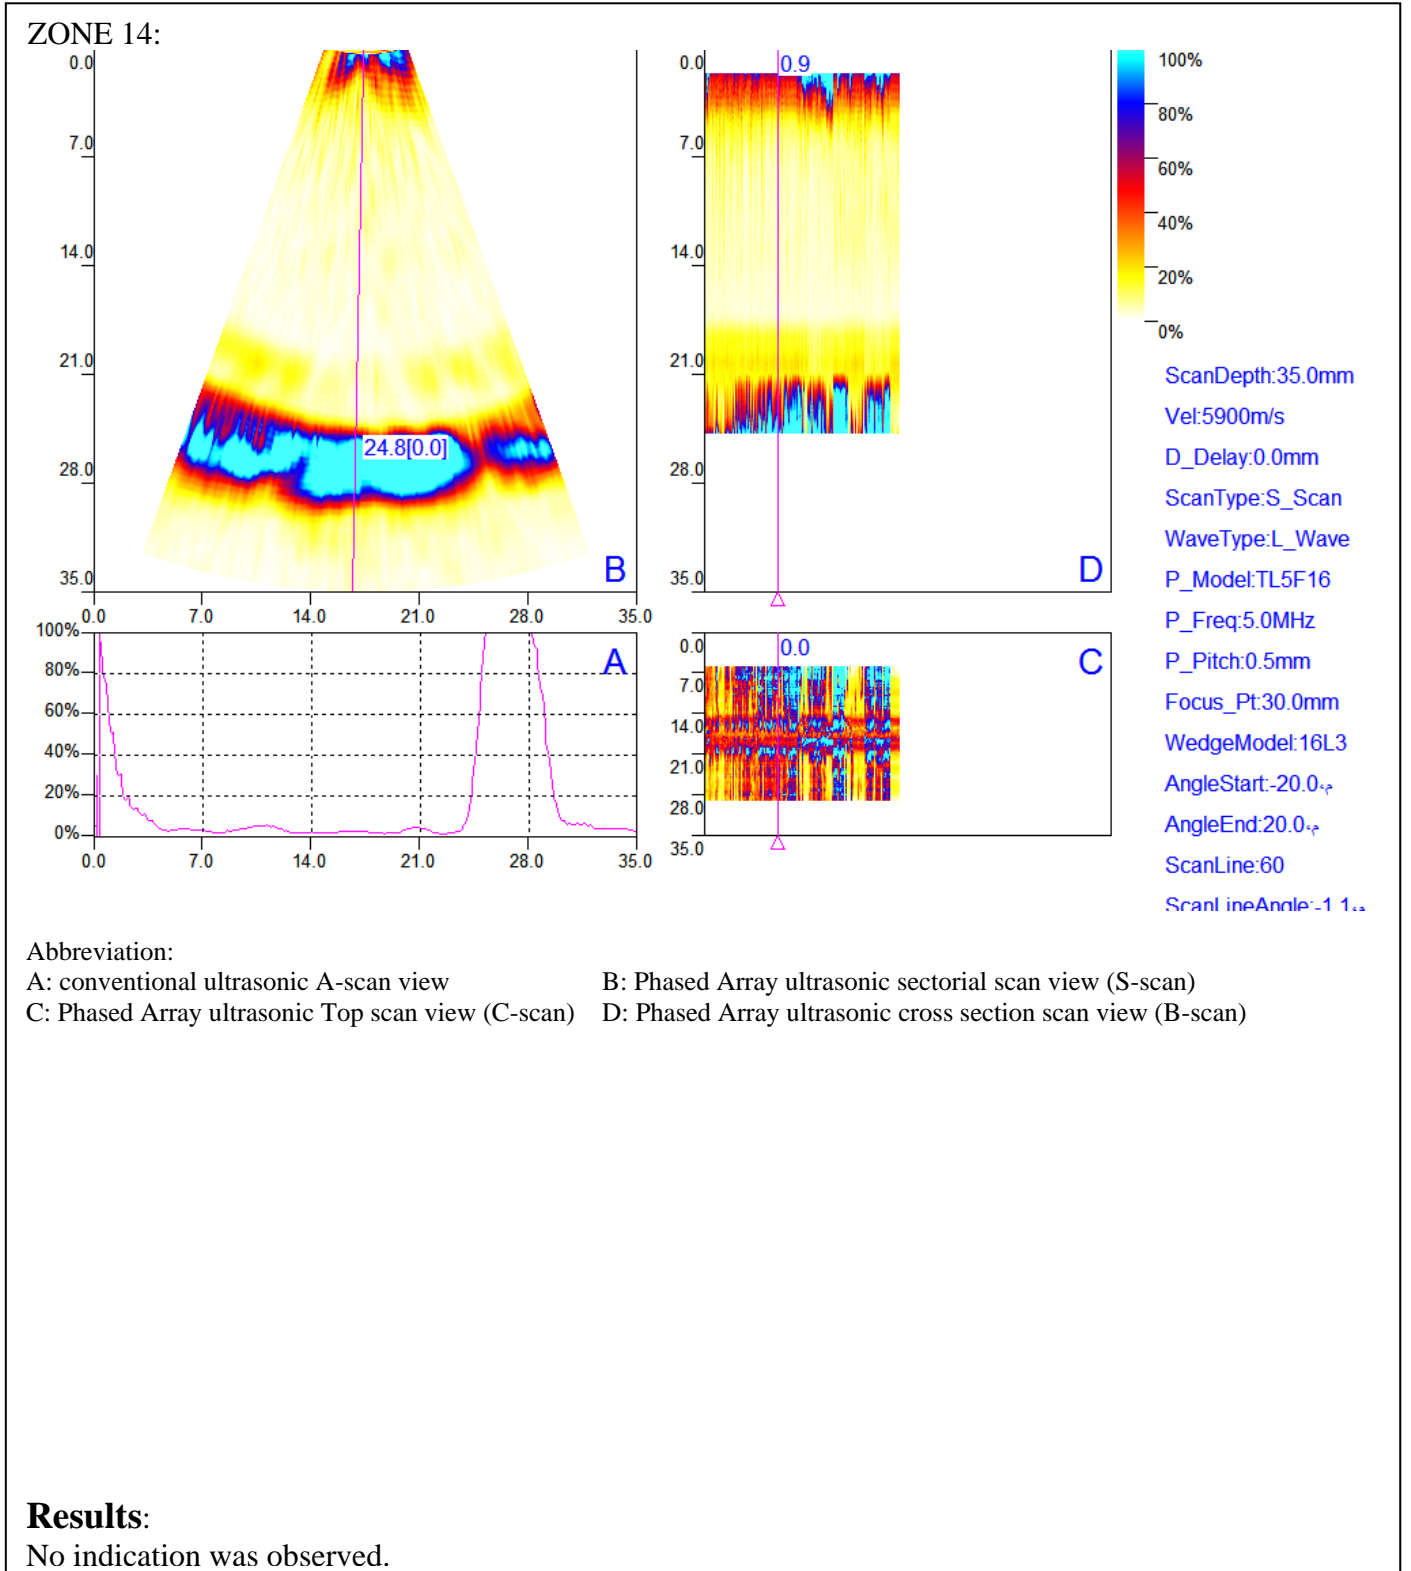 ZONE 14:
0.0
7.0
14.0
21.0
28.0
35.0
24.8[0.0]
B
0.0 7.0 14.0 21.0 28.0 35.0
0.0
7.0
14.0
21.0
28.0
35.0
0.9
D
100%
80%
60%
40%
20%
0%
100%
80%
60%
40%
20%
0%
A
0.0 7.0 14.0 21.0 28.0 35.0
0.0
7.0
14.0
21.0
28.0
35.0
0.0
C
ScanDepth:35.0mm
Vel:5900m/s
D_Delay:0.0mm
ScanType:S_Scan
WaveType:L_Wave
P_Model:TL5F16
P_Freq:5.0MHz
P_Pitch:0.5mm
Focus_Pt:30.0mm
WedgeModel:16L3
AngleStart:-20.0
AngleEnd:20.0
ScanLine:60
ScanLineAngle:-1.1
Abbreviation:
A: conventional ultrasonic A-scan view B: Phased Array ultrasonic sectorial scan view (S-scan)
C: Phased Array ultrasonic Top scan view (C-scan) D: Phased Array ultrasonic cross section scan view (B-scan)
Results:
No indication was observed.